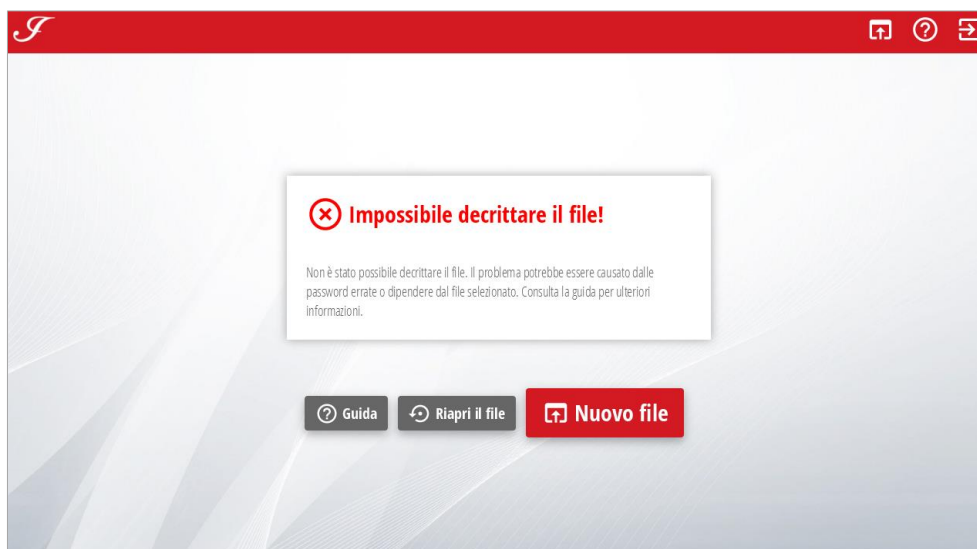 I
Impossibile decrittare il file!
Non è stato possibile decrittare il file. Il problema potrebbe essere causato dalle
password errate o dipendere dal file selezionato. Consulta la guida per ulteriori
informazioni.
Guida
Riapri il file
Nuovo file